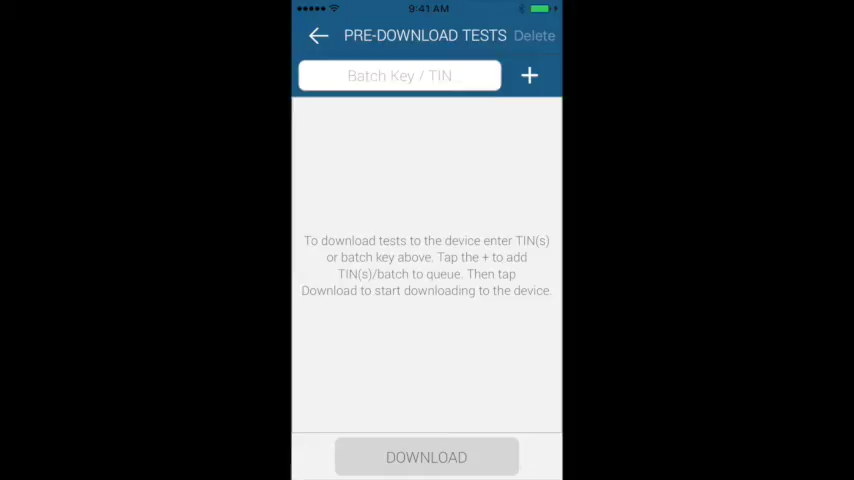 9:41 AM
PRE-DOWNLOAD TESTS Delete
Batch Key / TIN
+
To download tests to the device enter TIN(s)
or batch key above. Tap the + to add
TIN(s)/batch to queue. Then tap
Download to start downloading to the device.
DOWNLOAD